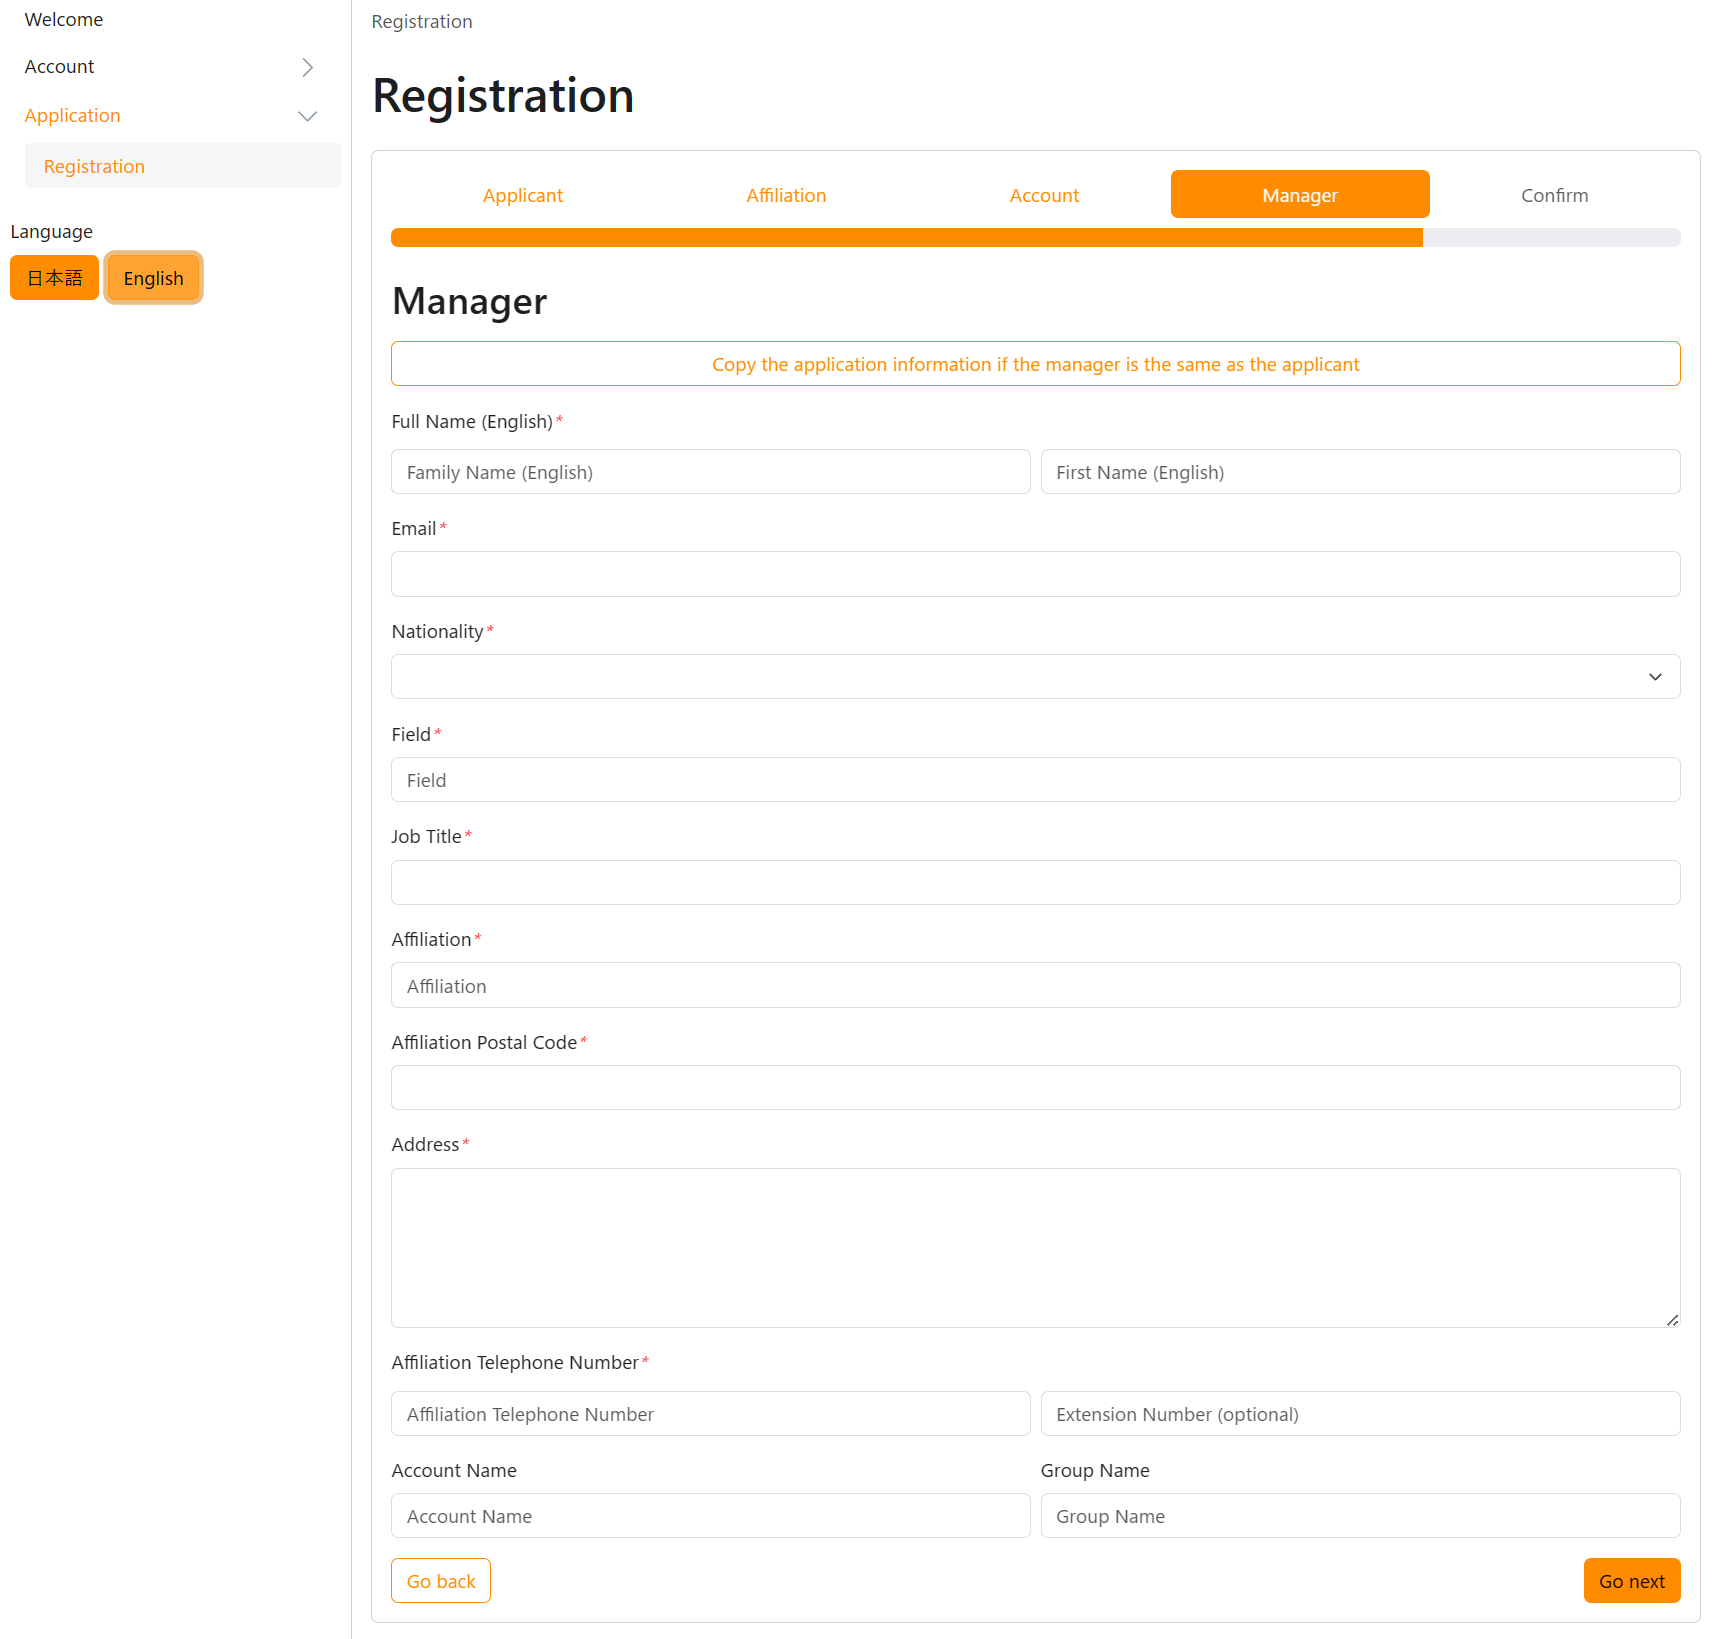 Welcome
Account
Application
Registration
Language
日本語 English
Registration
Registration
Applicant Affiliation Account Manager Confirm
Manager
Copy the application information if the manager is the same as the applicant
Full Name (English)*
Family Name (English) First Name (English)
Email*
Nationality*
Field*
Field
Job Title*
Affiliation*
Affiliation
Affiliation Postal Code*
Address*
Affiliation Telephone Number*
Affiliation Telephone Number Extension Number (optional)
Account Name Group Name
Account Name Group Name
Go back Go next